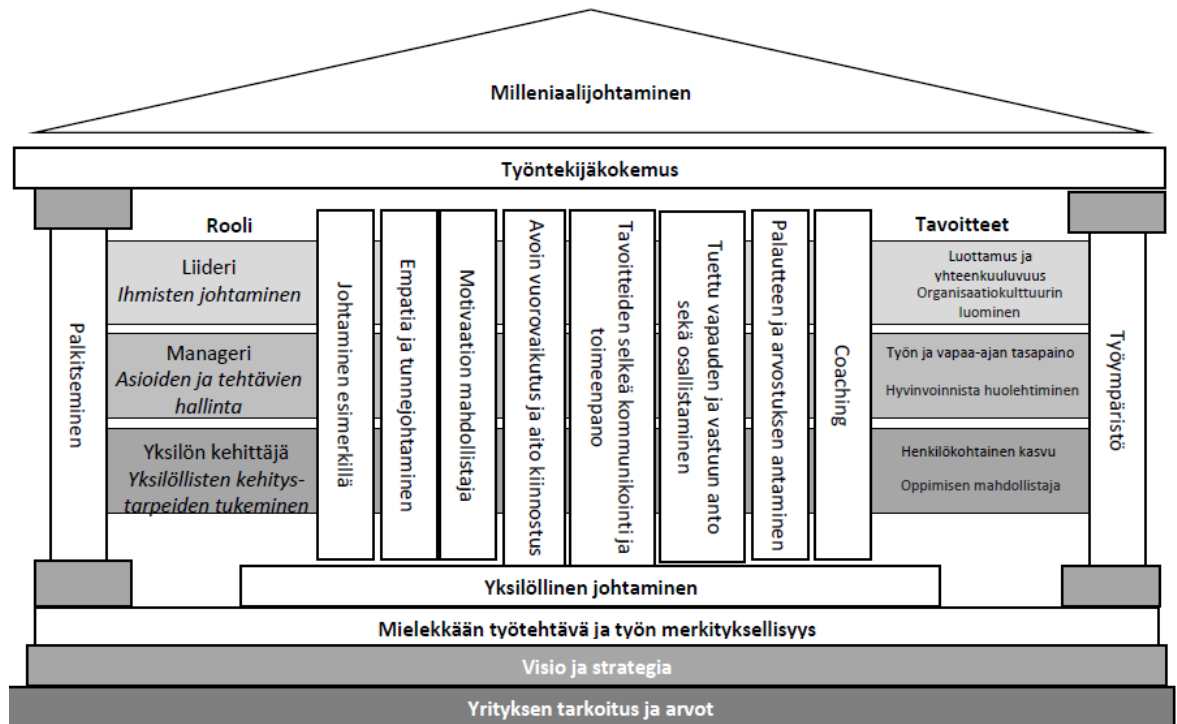 Milleniaalijohtaminen
Työntekijäkokemus
Palkitseminen
Rooli
Liideri
Ihmisten johtaminen
Manageri
Asioiden ja tehtävien
hallinta
Yksilön kehittäjä
Yksilöllisten kehitys-
tarpeiden tukeminen
Johtaminen esimerkillä
Empatia ja tunnejohtaminen
Motivaation mahdollistaja
Avoin vuorovaikutus ja aito kiinnostus
Tavoitteiden selkeä kommunikointi ja
toimeenpano
Tuettu vapauden ja vastuun anto
sekä osallistaminen
Palautteen ja arvostuksen antaminen
Coaching
Tavoitteet
Luottamus ja
yhteenkuuluvuus
Organisaatiokulttuurin
luominen
Työn ja vapaa-ajan tasapaino
Hyvinvoinnista huolehtiminen
Henkilökohtainen kasvu
Oppimisen mahdollistaja
Työympäristö
Yksilöllinen johtaminen
Mielekkään työtehtävä ja työn merkityksellisyys
Visio ja strategia
Yrityksen tarkoitus ja arvot